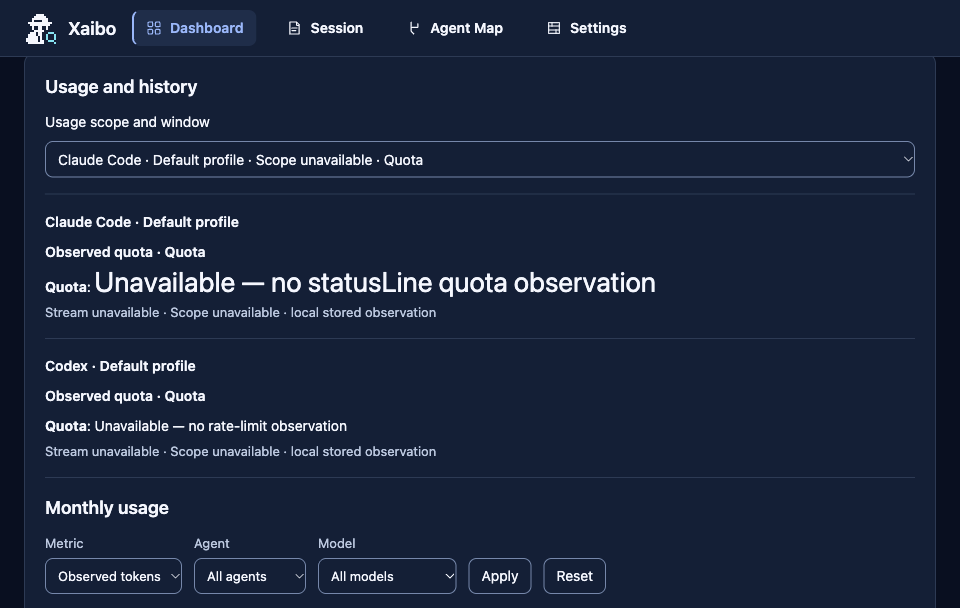 Xaibo Dashboard Session Agent Map Settings
Usage and history
Usage scope and window
Claude Code · Default profile · Scope unavailable · Quota
Claude Code · Default profile
Observed quota · Quota
Quota: Unavailable — no statusLine quota observation
Stream unavailable · Scope unavailable · local stored observation
Codex · Default profile
Observed quota · Quota
Quota: Unavailable — no rate-limit observation
Stream unavailable · Scope unavailable · local stored observation
Monthly usage
Metric Agent Model
Observed tokens All agents All models Apply Reset